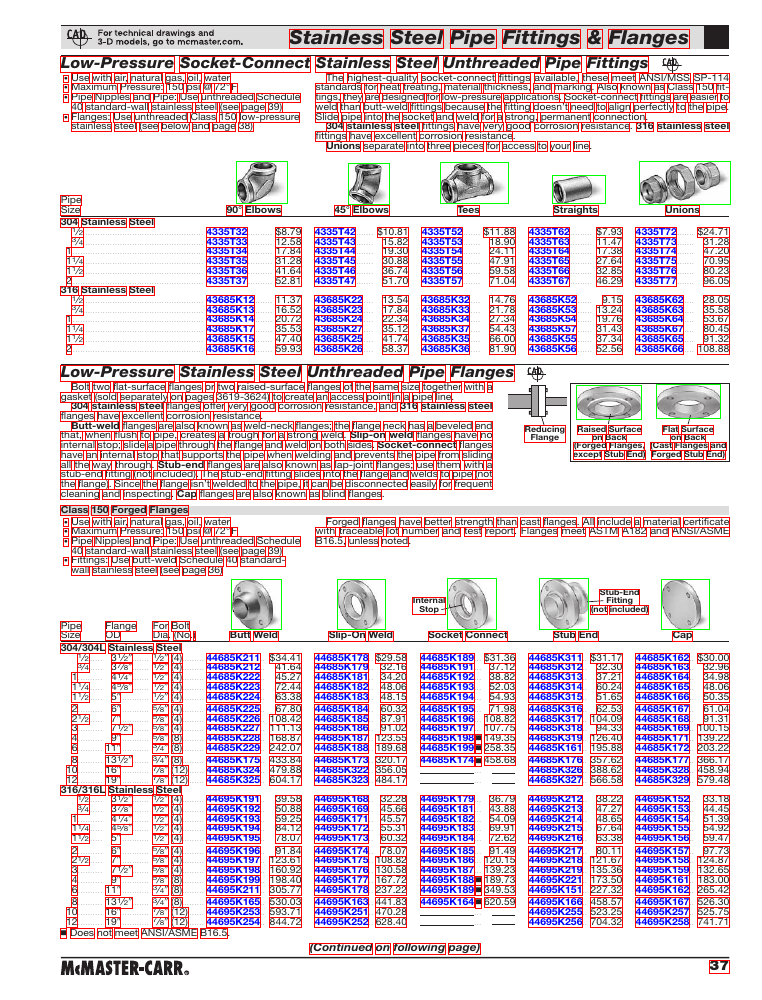 CAD For technical drawings and
3-D models, go to mcmaster.com.
Stainless Steel Pipe Fittings & Flanges
Low-Pressure Socket-Connect Stainless Steel Unthreaded Pipe Fittings CAD
• Use with air, natural gas, oil, water
• Maximum Pressure: 150 psi @ 72°F
• Pipe Nipples and Pipe: Use unthreaded Schedule
40 standard-wall stainless steel (see page 39)
• Flanges: Use unthreaded Class 150 low-pressure
stainless steel (see below and page 38)
The highest-quality socket-connect fittings available, these meet ANSI/MSS SP-114
standards for heat treating, material thickness, and marking. Also known as Class 150 fit-
tings, they are designed for low-pressure applications. Socket-connect fittings are easier to
weld than butt-weld fittings because the fitting doesn't need to align perfectly to the pipe.
Slide pipe into the socket and weld for a strong, permanent connection.
304 stainless steel fittings have very good corrosion resistance. 316 stainless steel
fittings have excellent corrosion resistance.
Unions separate into three pieces for access to your line.
Pipe
Size 90° Elbows 45° Elbows Tees Straights Unions
304 Stainless Steel
1/2 4335T32 $8.79 4335T42 $10.81 4335T52 $11.88 4335T62 $7.93 4335T72 $24.71
3/4 4335T33 12.58 4335T43 15.82 4335T53 18.90 4335T63 11.47 4335T73 31.28
1 4335T34 17.84 4335T44 19.30 4335T54 24.11 4335T64 17.38 4335T74 47.20
1 1/4 4335T35 31.28 4335T45 30.88 4335T55 47.91 4335T65 27.64 4335T75 70.95
1 1/2 4335T36 41.64 4335T46 36.74 4335T56 59.58 4335T66 32.85 4335T76 80.23
2 4335T37 52.81 4335T47 51.70 4335T57 71.04 4335T67 46.29 4335T77 96.05
316 Stainless Steel
1/2 43685K12 11.37 43685K22 13.54 43685K32 14.76 43685K52 9.15 43685K62 28.05
3/4 43685K13 16.52 43685K23 17.84 43685K33 21.78 43685K53 13.24 43685K63 35.58
1 43685K14 20.72 43685K24 22.34 43685K34 27.34 43685K54 19.76 43685K64 53.67
1 1/4 43685K17 35.53 43685K27 35.12 43685K37 54.43 43685K57 31.43 43685K67 80.45
1 1/2 43685K15 47.40 43685K25 41.74 43685K35 66.00 43685K55 37.34 43685K65 91.32
2 43685K16 59.93 43685K26 58.37 43685K36 81.90 43685K56 52.56 43685K66 108.88
Low-Pressure Stainless Steel Unthreaded Pipe Flanges CAD
Bolt two flat-surface flanges or two raised-surface flanges of the same size together with a
gasket (sold separately on pages 3619-3624) to create an access point in a pipe line.
304 stainless steel flanges offer very good corrosion resistance, and 316 stainless steel
flanges have excellent corrosion resistance.
Butt-weld flanges are also known as weld-neck flanges; the flange neck has a beveled end
that, when flush to pipe, creates a trough for a strong weld. Slip-on weld flanges have no
internal stop; slide a pipe through the flange and weld on both sides. Socket-connect flanges
have an internal stop that supports the pipe when welding and prevents the pipe from sliding
all the way through. Stub-end flanges are also known as lap-joint flanges; use them with a
stub-end fitting (not included). The stub-end fitting slides into the flange and welds to pipe (not
the flange). Since the flange isn't welded to the pipe, it can be disconnected easily for frequent
cleaning and inspecting. Cap flanges are also known as blind flanges.
Reducing
Flange
Raised Surface
on Back
(Forged Flanges,
except Stub End)
Flat Surface
on Back
(Cast Flanges and
Forged Stub End)
Class 150 Forged Flanges
• Use with air, natural gas, oil, water
• Maximum Pressure: 150 psi @ 72°F
• Pipe Nipples and Pipe: Use unthreaded Schedule
40 standard-wall stainless steel (see page 39)
• Fittings: Use butt-weld Schedule 40 standard-
wall stainless steel (see page 36)
Forged flanges have better strength than cast flanges. All include a material certificate
with traceable lot number and test report. Flanges meet ASTM A182 and ANSI/ASME
B16.5, unless noted.
Internal
Stop
Stub-End
Fitting
(not included)
Pipe Flange For Bolt
Size OD Dia. (No.) Butt Weld Slip-On Weld Socket Connect Stub End Cap
304/304L Stainless Steel
1/2 3 1/2" 1/2" (4) 44685K211 $34.41 44685K178 $29.58 44685K189 $31.36 44685K311 $31.17 44685K162 $30.00
3/4 3 7/8" 1/2" (4) 44685K212 41.64 44685K179 32.16 44685K191 37.12 44685K312 32.30 44685K163 32.96
1 4 1/4" 1/2" (4) 44685K222 45.27 44685K181 34.20 44685K192 38.82 44685K313 37.21 44685K164 34.98
1 1/4 4 5/8" 1/2" (4) 44685K223 72.44 44685K182 48.06 44685K193 52.03 44685K314 60.24 44685K165 48.06
1 1/2 5" 1/2" (4) 44685K224 63.38 44685K183 48.15 44685K194 54.93 44685K315 51.65 44685K166 50.35
2 6" 5/8" (4) 44685K225 67.80 44685K184 60.32 44685K195 71.98 44685K316 62.53 44685K167 61.04
2 1/2 7" 5/8" (4) 44685K226 108.42 44685K185 87.91 44685K196 108.62 44685K317 104.09 44685K168 91.31
3 7 1/2" 5/8" (4) 44685K227 111.13 44685K186 91.02 44685K197 107.75 44685K318 94.33 44685K169 100.15
4 9" 5/8" (8) 44685K228 168.87 44685K187 123.55 44685K198■ 149.35 44685K319 126.40 44685K171 139.22
6 11" 3/4" (8) 44685K229 242.07 44685K188 189.68 44685K199■ 258.35 44685K161 195.88 44685K172 203.22
8 13 1/2" 3/4" (8) 44685K175 433.84 44685K173 320.17 44685K174■ 458.68 44685K176 357.62 44685K177 366.17
10 16" 7/8" (12) 44685K324 479.88 44685K322 356.05 44685K326 388.62 44685K328 458.94
12 19" 7/8" (12) 44685K325 604.17 44685K323 484.17 44685K327 566.58 44685K329 579.48
316/316L Stainless Steel
1/2 3 1/2" 1/2" (4) 44695K191 39.58 44695K168 32.28 44695K179 36.79 44695K212 38.22 44695K152 33.18
3/4 3 7/8" 1/2" (4) 44695K192 50.88 44695K169 45.66 44695K181 43.88 44695K213 47.27 44695K153 44.45
1 4 1/4" 1/2" (4) 44695K193 59.25 44695K171 45.57 44695K182 54.09 44695K214 48.65 44695K154 51.39
1 1/4 4 5/8" 1/2" (4) 44695K194 84.12 44695K172 55.31 44695K183 69.91 44695K215 67.64 44695K155 54.92
1 1/2 5" 1/2" (4) 44695K195 78.07 44695K173 60.32 44695K184 72.62 44695K216 63.38 44695K156 59.47
2 6" 5/8" (4) 44695K196 91.84 44695K174 78.07 44695K185 91.49 44695K217 80.11 44695K157 97.73
2 1/2 7" 5/8" (4) 44695K197 123.61 44695K175 108.82 44695K186 120.15 44695K218 121.67 44695K158 124.87
3 7 1/2" 5/8" (4) 44695K198 160.92 44695K176 130.58 44695K187 139.23 44695K219 135.36 44695K159 132.65
4 9" 5/8" (8) 44695K199 198.40 44695K177 167.72 44695K188■ 189.73 44695K221 173.50 44695K161 183.00
6 11" 3/4" (8) 44695K211 305.77 44695K178 237.22 44695K189■ 349.53 44695K151 227.32 44695K162 265.42
8 13 1/2" 3/4" (8) 44695K165 530.03 44695K163 441.83 44695K164■ 620.59 44695K166 458.57 44695K167 526.30
10 16" 7/8" (12) 44695K253 593.71 44695K251 470.28 44695K255 523.25 44695K257 525.75
12 19" 7/8" (12) 44695K254 844.72 44695K252 628.40 44695K256 704.32 44695K258 741.71
■ Does not meet ANSI/ASME B16.5.
(Continued on following page)
McMASTER-CARR® 37